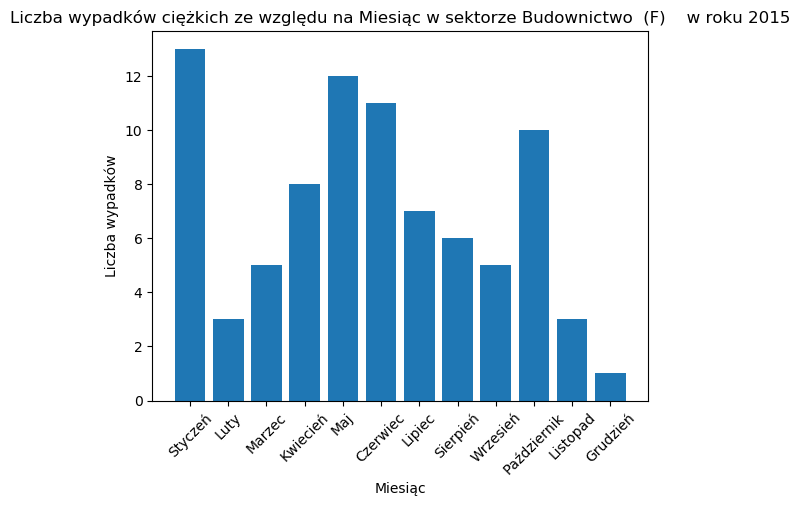 Liczba wypadków ciężkich ze względu na Miesiąc w sektorze Budownictwo  (F)    w roku 2015
Liczba wypadków
12
10
8
6
4
2
0
Styczeń
Luty
Marzec
Kwiecień
Maj
Czerwiec
Lipiec
Sierpień
Wrzesień
Październik
Listopad
Grudzień
Miesiąc